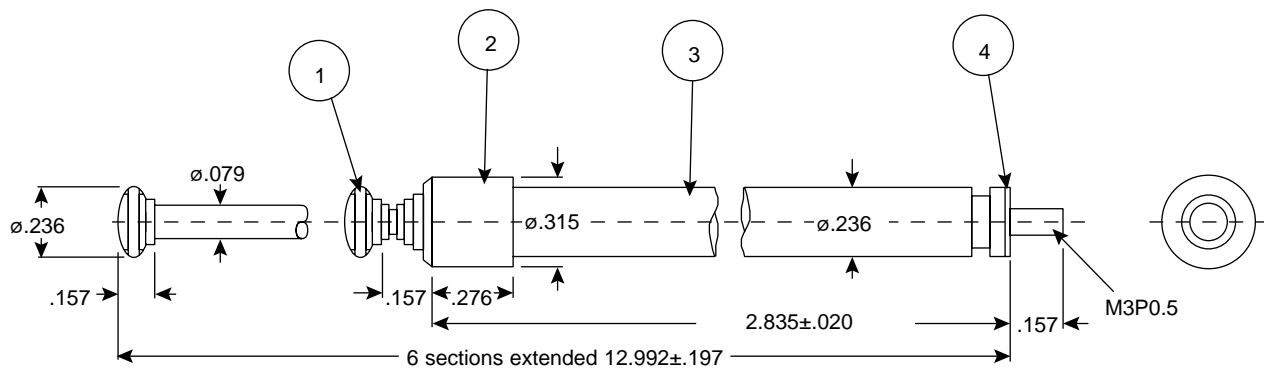 2
4
3
1
ø.079
ø.236
ø.315
ø.236
.157
.157
.276
M3P0.5
2.835±.020
.157
6 sections extended 12.992±.197